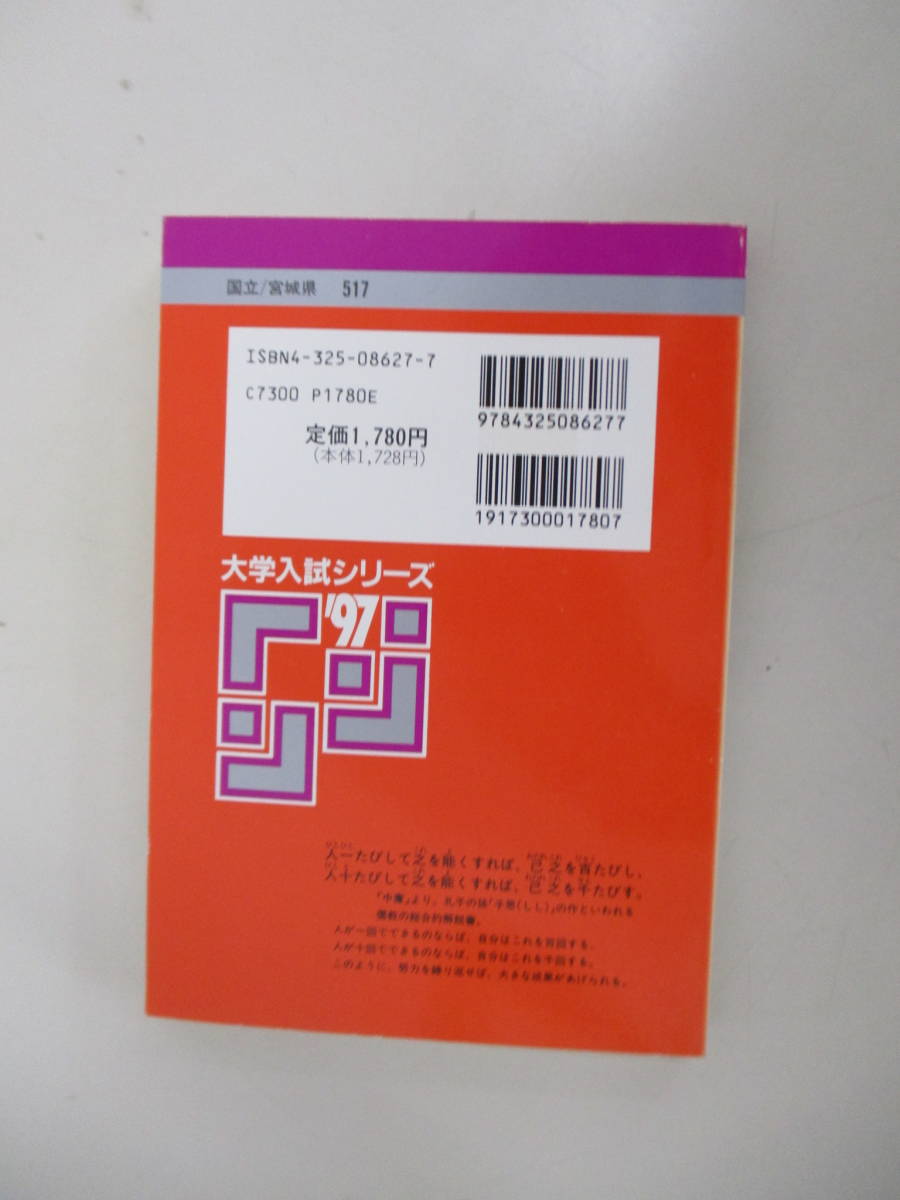 国立/宮城県 517
ISBN4-325-08627-7
C7300 P1780E
定価1,780円
(本体1,728円)
9784325086277
1917300017807
大学入試シリーズ
'97
人一たびして之を能くすれば、己之を百たびし、
人十たびして之を能くすれば、己之を千たびす。
「中庸」より。孔子の孫「子思(しし)」の作といわれる
儒教の総合的解説書。
人が一回でできるものならば、自分はこれを百回する。
人が十回でできるものならば、自分はこれを千回する。
このように、努力を繰り返せば、大きな成果があげられる。